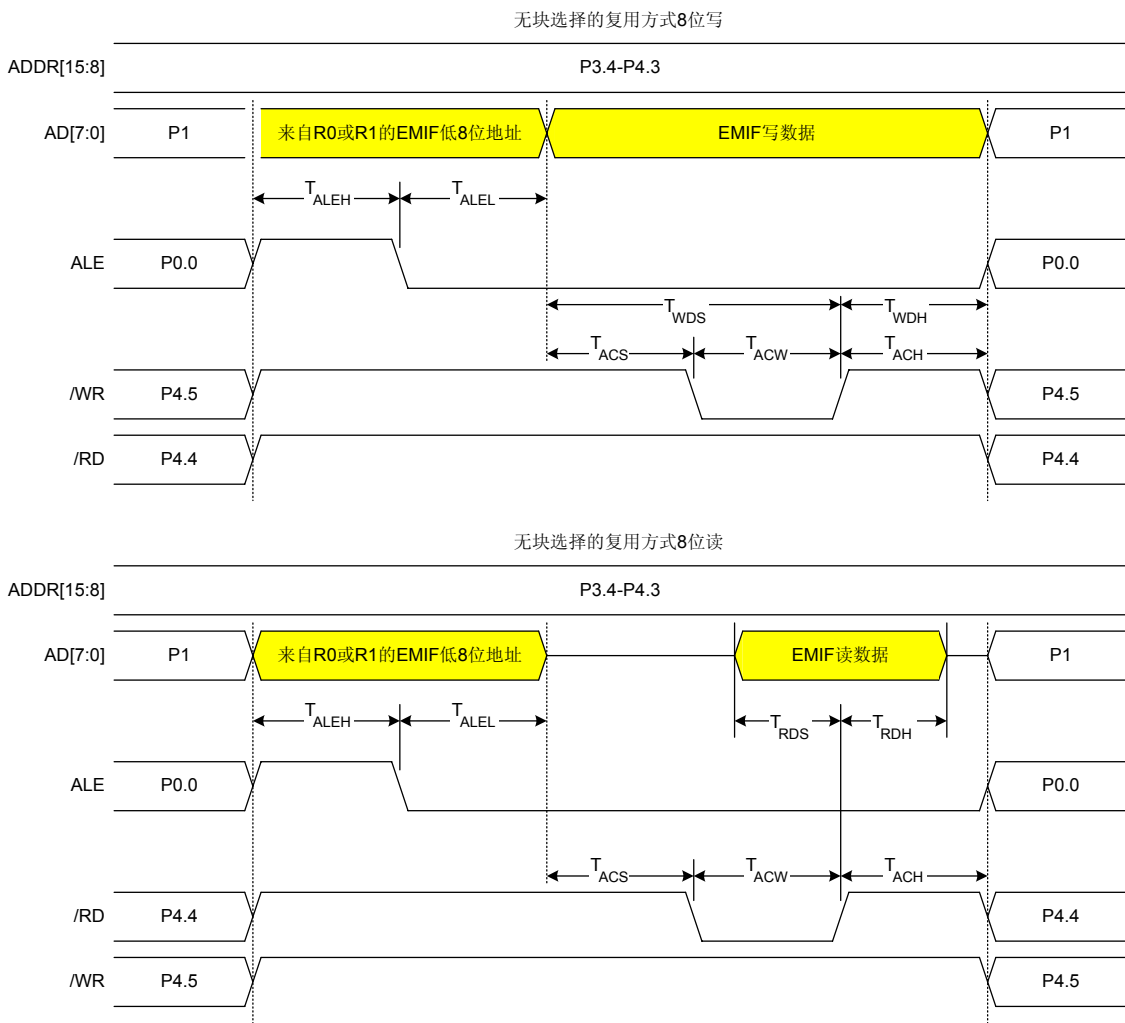 无块选择的复用方式8位写
ADDR[15:8] P3.4-P4.3
AD[7:0] P1 来自R0或R1的EMIF低8位地址 EMIF写数据 P1
TALEH TALEL
ALE P0.0 P0.0
TWDS TWDH
TACS TACW TACH
/WR P4.5 P4.5
/RD P4.4 P4.4
无块选择的复用方式8位读
ADDR[15:8] P3.4-P4.3
AD[7:0] P1 来自R0或R1的EMIF低8位地址 EMIF读数据 P1
TALEH TALEL TRDS TRDH
ALE P0.0 P0.0
TACS TACW TACH
/RD P4.4 P4.4
/WR P4.5 P4.5